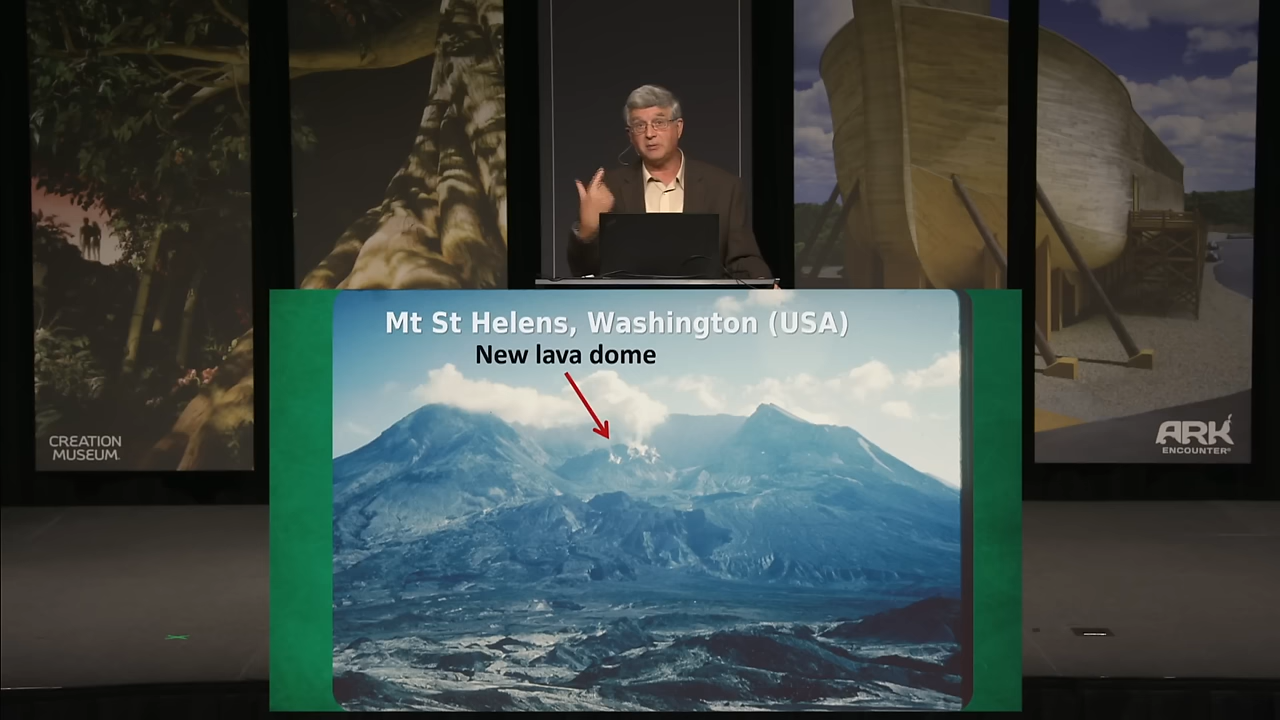 Mt St Helens, Washington (USA)
New lava dome
CREATION
MUSEUM.
ARK
ENCOUNTER®